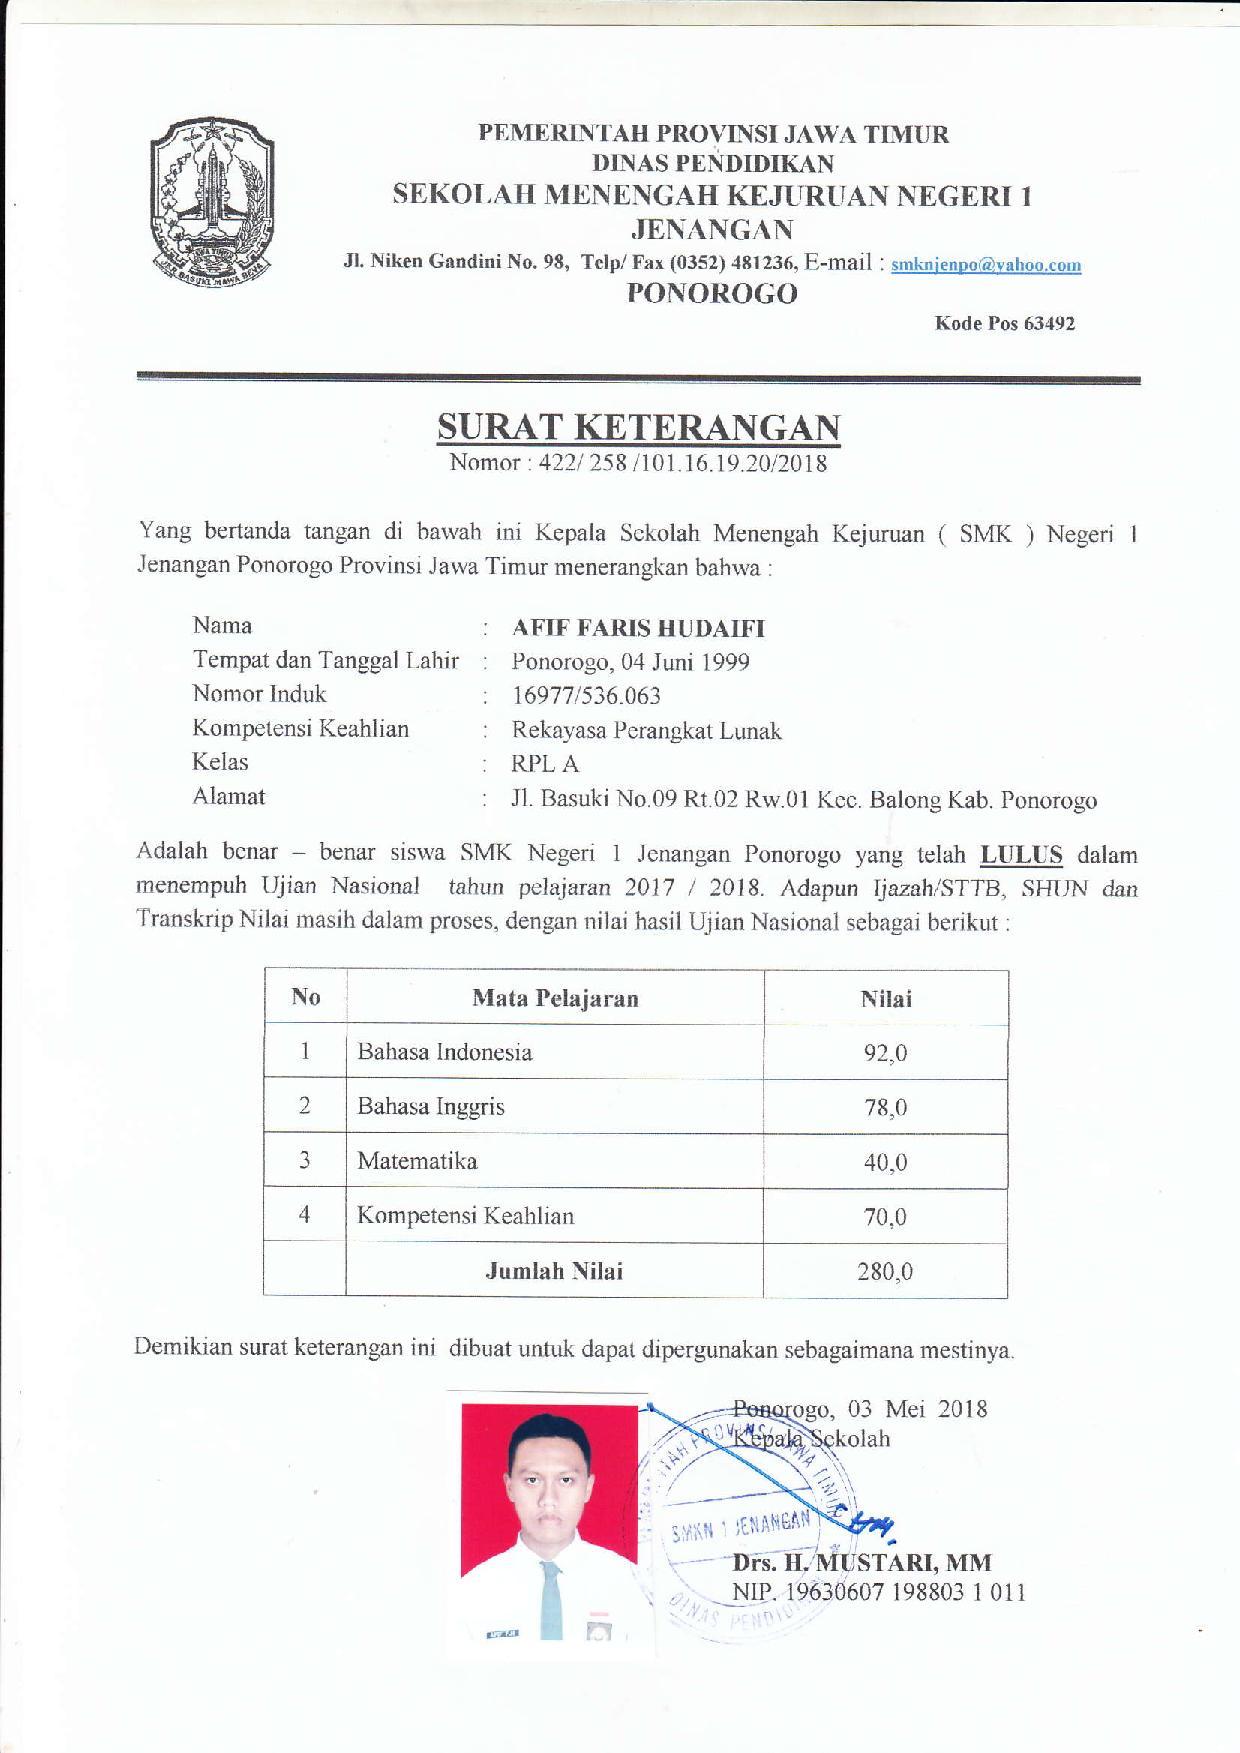 PEMERINTAH PROVINSI JAWA TIMUR
DINAS PENDIDIKAN
SEKOLAH MENENGAH KEJURUAN NEGERI 1
JENANGAN
Jl. Niken Gandini No. 98, Telp/ Fax (0352) 481236, E-mail : smknjenpo@yahoo.com
PONOROGO
Kode Pos 63492
SURAT KETERANGAN
Nomor : 422/ 258 /101.16.19.20/2018
Yang bertanda tangan di bawah ini Kepala Sekolah Menengah Kejuruan ( SMK ) Negeri 1
Jenangan Ponorogo Provinsi Jawa Timur menerangkan bahwa :
Nama : AFIF FARIS HUDAIFI
Tempat dan Tanggal Lahir : Ponorogo, 04 Juni 1999
Nomor Induk : 16977/536.063
Kompetensi Keahlian : Rekayasa Perangkat Lunak
Kelas : RPL A
Alamat : Jl. Basuki No.09 Rt.02 Rw.01 Kec. Balong Kab. Ponorogo
Adalah benar – benar siswa SMK Negeri 1 Jenangan Ponorogo yang telah LULUS dalam
menempuh Ujian Nasional tahun pelajaran 2017 / 2018. Adapun Ijazah/STTB, SHUN dan
Transkrip Nilai masih dalam proses, dengan nilai hasil Ujian Nasional sebagai berikut :
No Mata Pelajaran Nilai
1 Bahasa Indonesia 92,0
2 Bahasa Inggris 78,0
3 Matematika 40,0
4 Kompetensi Keahlian 70,0
Jumlah Nilai 280,0
Demikian surat keterangan ini dibuat untuk dapat dipergunakan sebagaimana mestinya.
Ponorogo, 03 Mei 2018
Kepala Sekolah
PROVINSI JAWA TIMUR
SMKN 1 JENANGAN
DINAS PENDIDIKAN
Drs. H. MUSTARI, MM
NIP. 19630607 198803 1 011